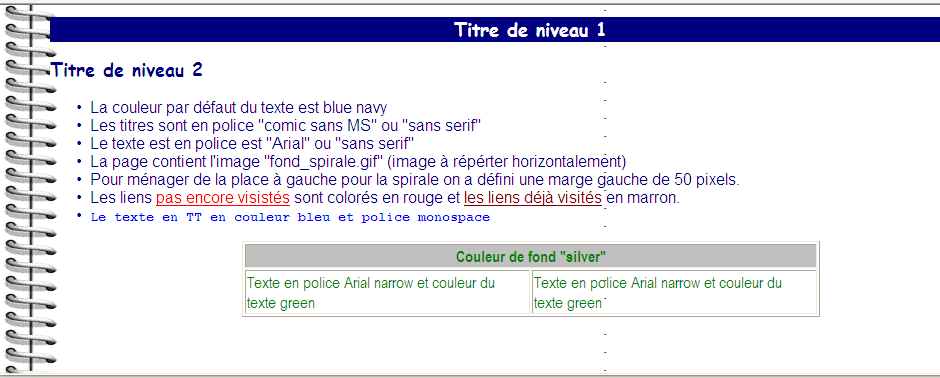 Titre de niveau 1
Titre de niveau 2
• La couleur par défaut du texte est blue navy
• Les titres sont en police "comic sans MS" ou "sans serif"
• Le texte est en police est "Arial" ou "sans serif"
• La page contient l'image "fond_spirale.gif" (image à répérter horizontalement)
• Pour ménager de la place à gauche pour la spirale on a défini une marge gauche de 50 pixels.
• Les liens pas encore visistés sont colorés en rouge et les liens déjà visités en marron.
• Le texte en TT en couleur bleu et police monospace
Couleur de fond "silver"
Texte en police Arial narrow et couleur du
texte green
Texte en police Arial narrow et couleur du
texte green